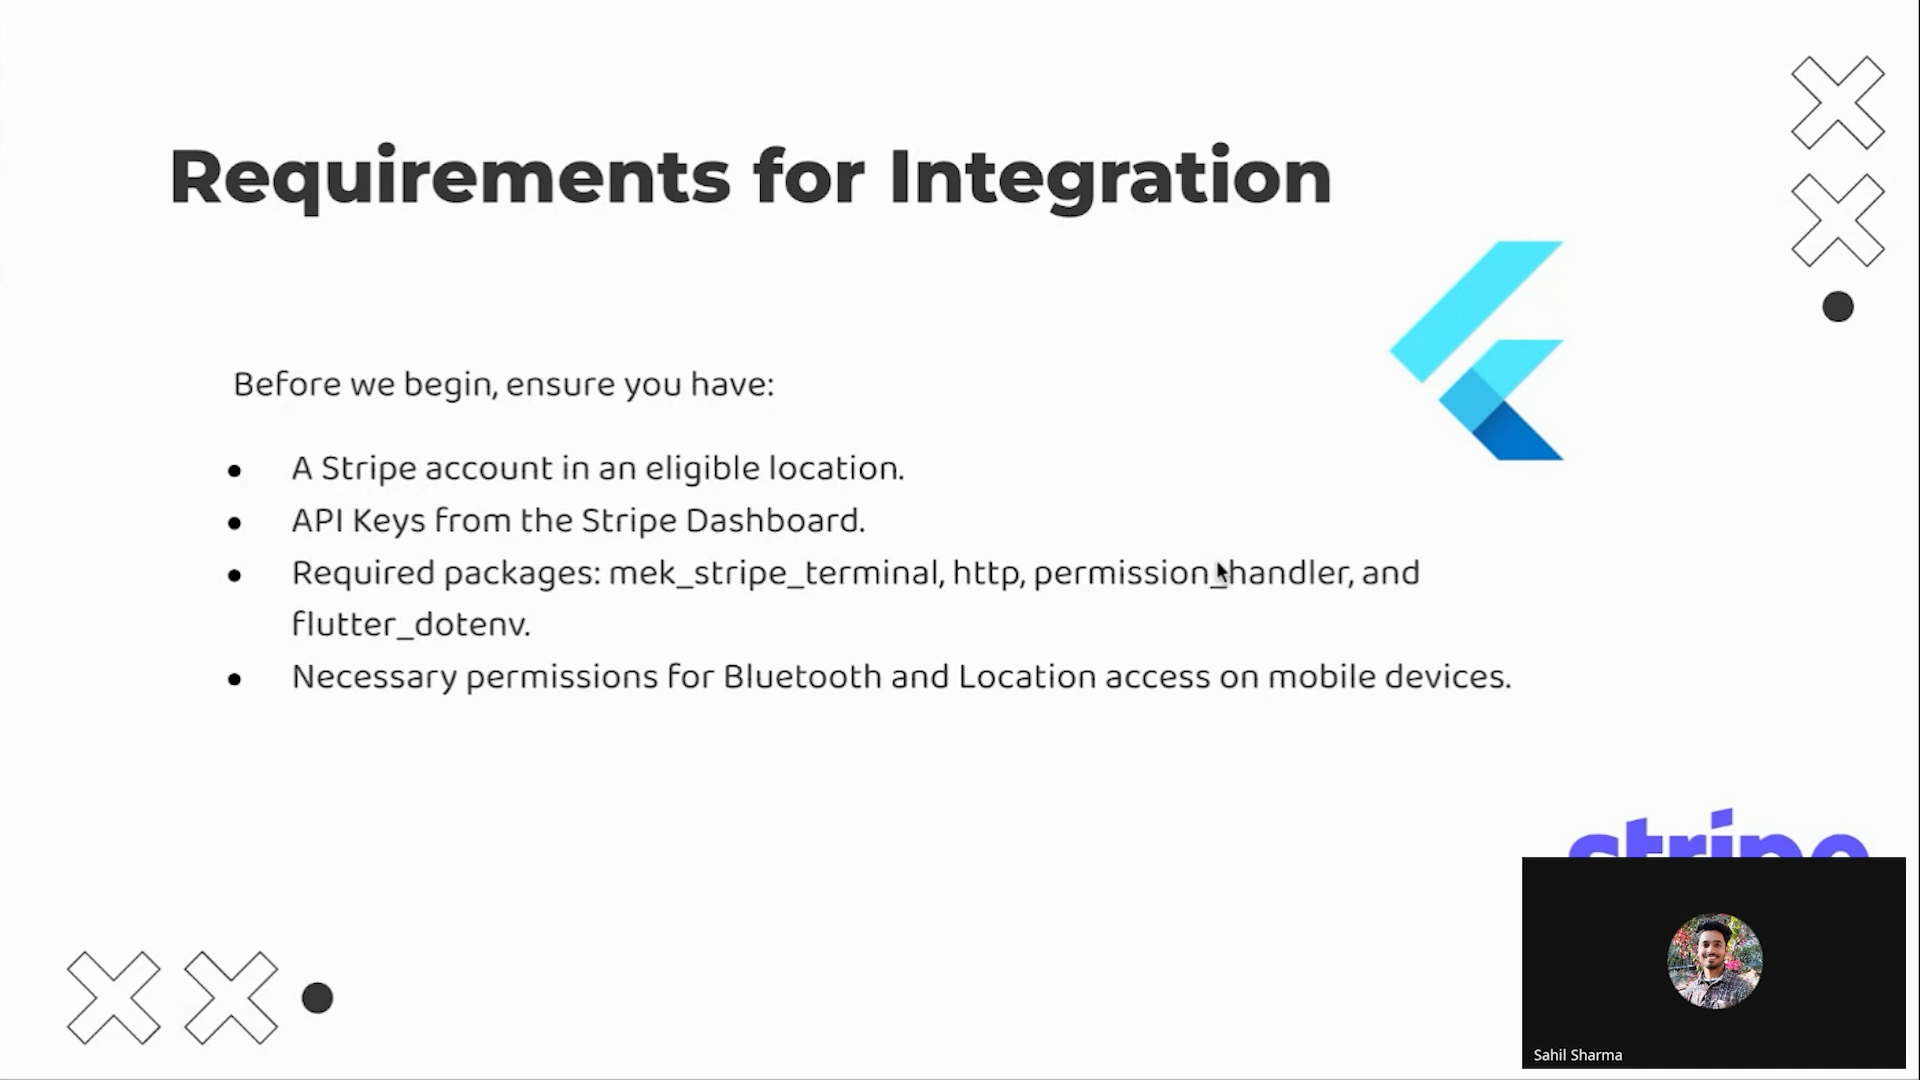 Requirements for Integration
Before we begin, ensure you have:
● A Stripe account in an eligible location.
● API Keys from the Stripe Dashboard.
● Required packages: mek_stripe_terminal, http, permission_handler, and
flutter_dotenv.
● Necessary permissions for Bluetooth and Location access on mobile devices.
stripe
Sahil Sharma